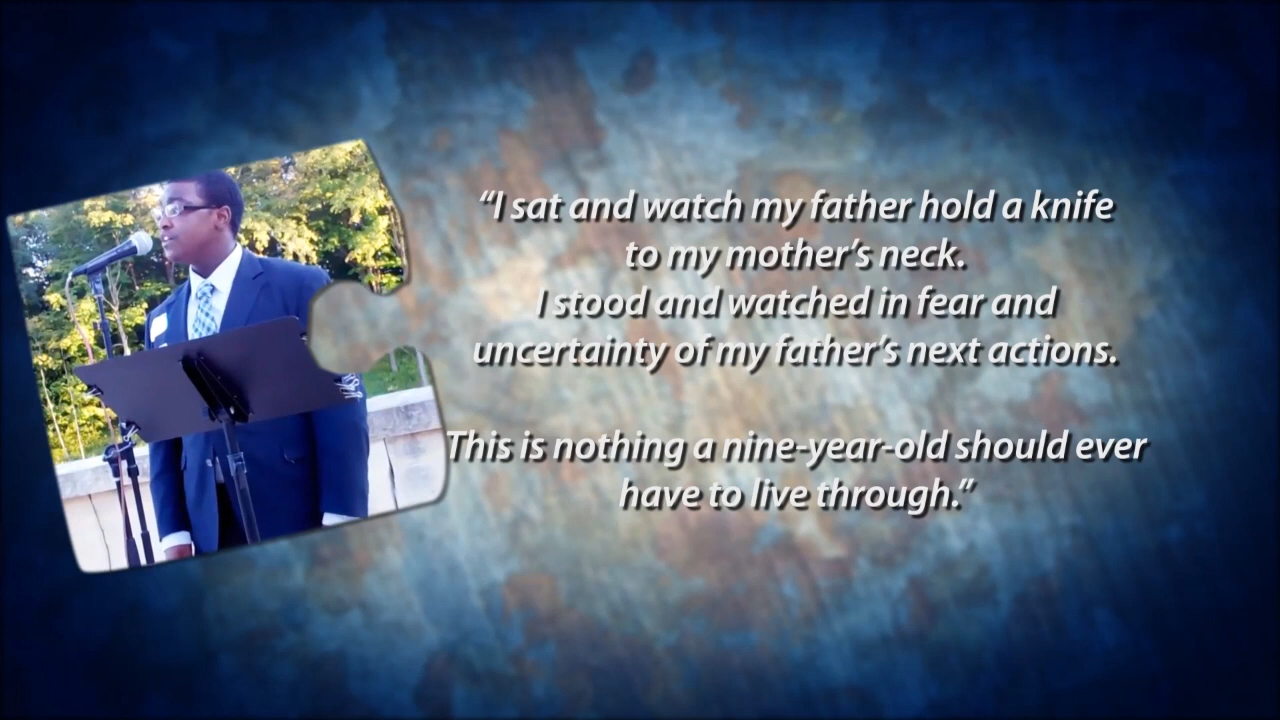 “I sat and watch my father hold a knife
to my mother’s neck.
I stood and watched in fear and
uncertainty of my father’s next actions.
This is nothing a nine-year-old should ever
have to live through.”